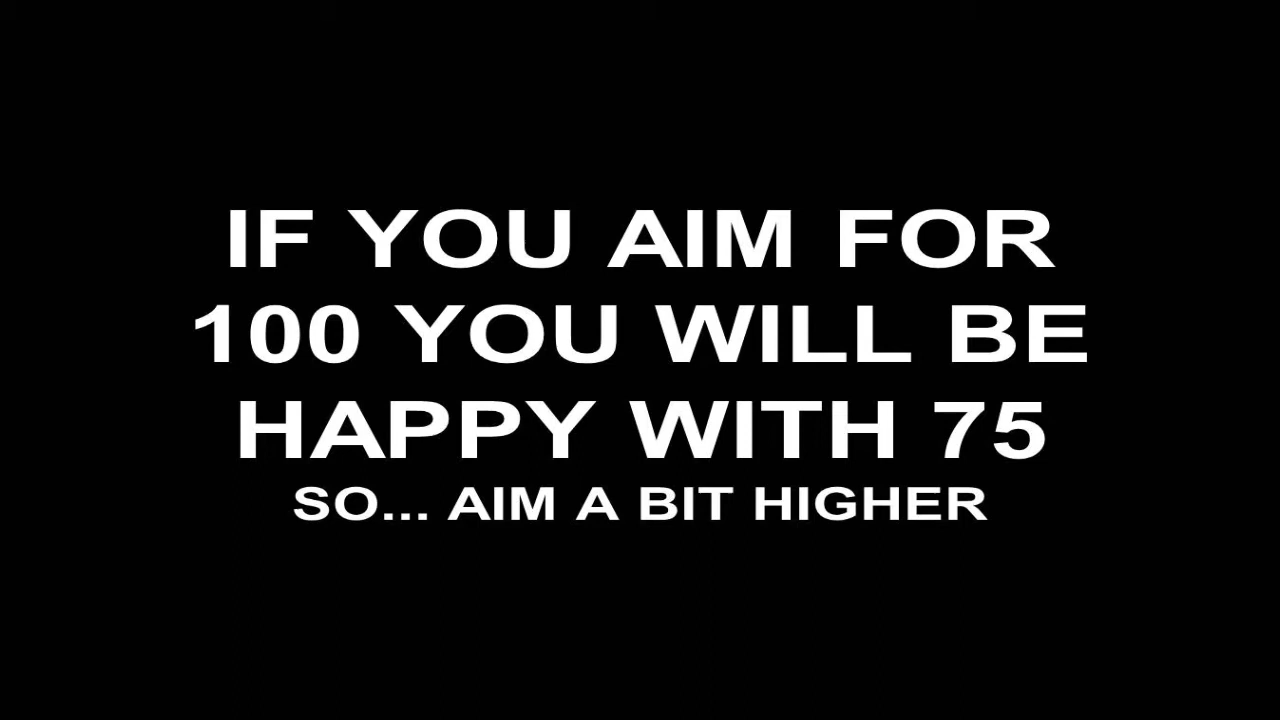 IF YOU AIM FOR
100 YOU WILL BE
HAPPY WITH 75
SO... AIM A BIT HIGHER